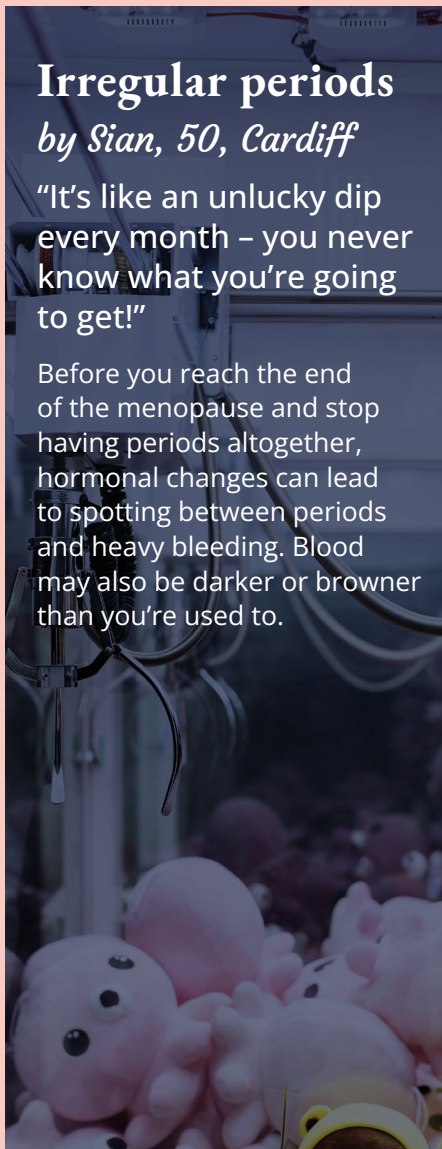 Irregular periods
by Sian, 50, Cardiff
“It’s like an unlucky dip
every month – you never
know what you’re going
to get!”
Before you reach the end
of the menopause and stop
having periods altogether,
hormonal changes can lead
to spotting between periods
and heavy bleeding. Blood
may also be darker or browner
than you’re used to.